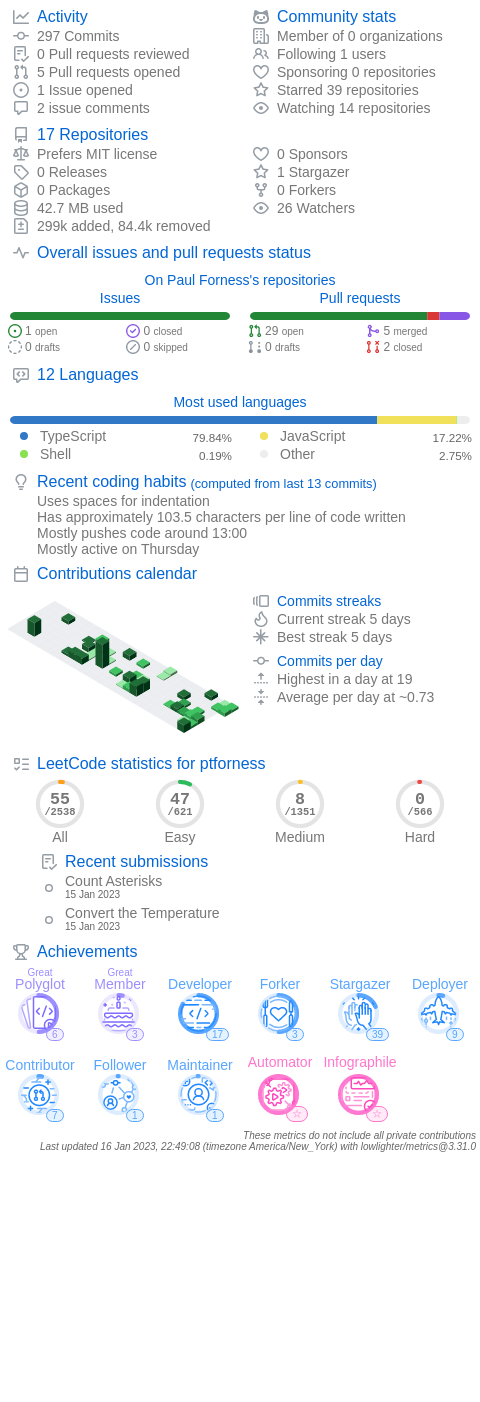 Activity
297 Commits
0 Pull requests reviewed
5 Pull requests opened
1 Issue opened
2 issue comments
Community stats
Member of 0 organizations
Following 1 users
Sponsoring 0 repositories
Starred 39 repositories
Watching 14 repositories
17 Repositories
Prefers MIT license
0 Releases
0 Packages
42.7 MB used
299k added, 84.4k removed
0 Sponsors
1 Stargazer
0 Forkers
26 Watchers
Overall issues and pull requests status
On Paul Forness's repositories
Issues
1 open
0 closed
0 drafts
0 skipped
Pull requests
29 open
5 merged
0 drafts
2 closed
12 Languages
Most used languages
TypeScript 79.84%
JavaScript 17.22%
Shell 0.19%
Other 2.75%
Recent coding habits (computed from last 13 commits)
Uses spaces for indentation
Has approximately 103.5 characters per line of code written
Mostly pushes code around 13:00
Mostly active on Thursday
Contributions calendar
Commits streaks
Current streak 5 days
Best streak 5 days
Commits per day
Highest in a day at 19
Average per day at ~0.73
LeetCode statistics for ptforness
55
/2538
All
47
/621
Easy
8
/1351
Medium
0
/566
Hard
Recent submissions
Count Asterisks
15 Jan 2023
Convert the Temperature
15 Jan 2023
Achievements
Great
Polyglot
6
Great
Member
3
Developer
17
Forker
3
Stargazer
39
Deployer
9
Contributor
7
Follower
1
Maintainer
1
Automator
☆
Infographile
☆
These metrics do not include all private contributions
Last updated 16 Jan 2023, 22:49:08 (timezone America/New_York) with lowlighter/metrics@3.31.0